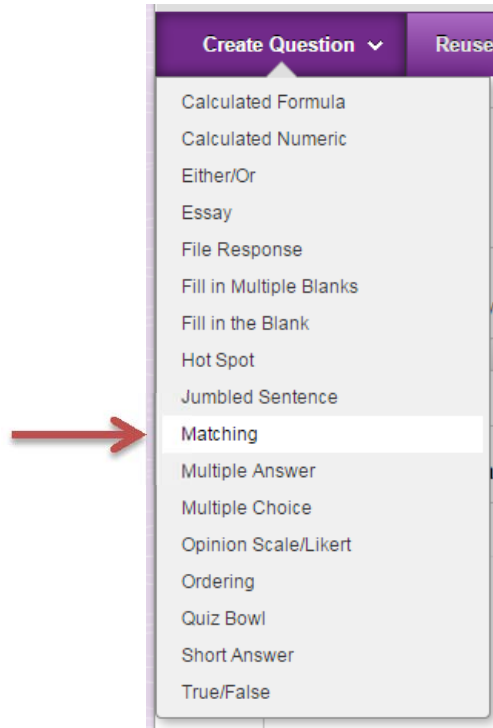 Create Question Reuse
Calculated Formula
Calculated Numeric
Either/Or
Essay
File Response
Fill in Multiple Blanks
Fill in the Blank
Hot Spot
Jumbled Sentence
Matching
Multiple Answer
Multiple Choice
Opinion Scale/Likert
Ordering
Quiz Bowl
Short Answer
True/False